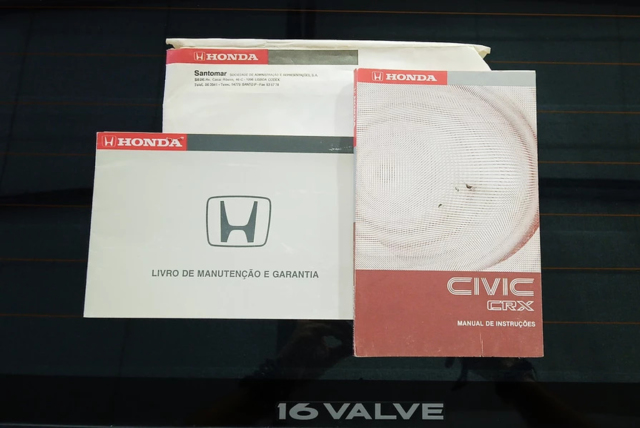 HONDA
Santomar
HONDA
LIVRO DE MANUTENÇÃO E GARANTIA
HONDA
CIVIC
CRX
MANUAL DE INSTRUÇÕES
16 VALVE